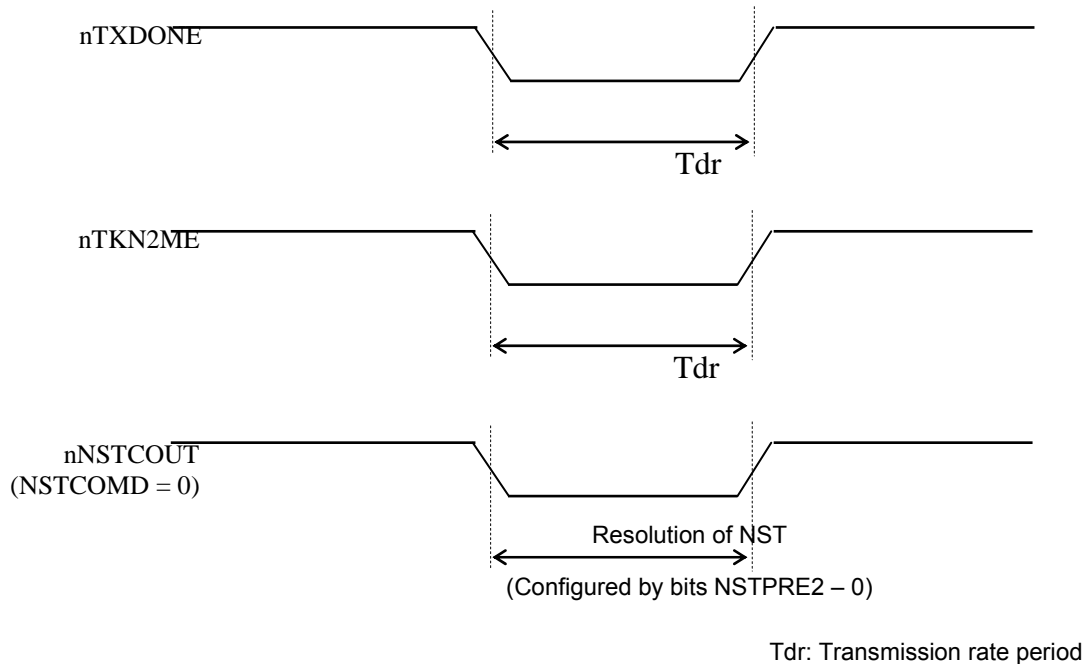 nTXDONE
Tdr
nTKN2ME
Tdr
nNSTCOUT
(NSTCOMD = 0)
Resolution of NST
(Configured by bits NSTPRE2 – 0)
Tdr: Transmission rate period